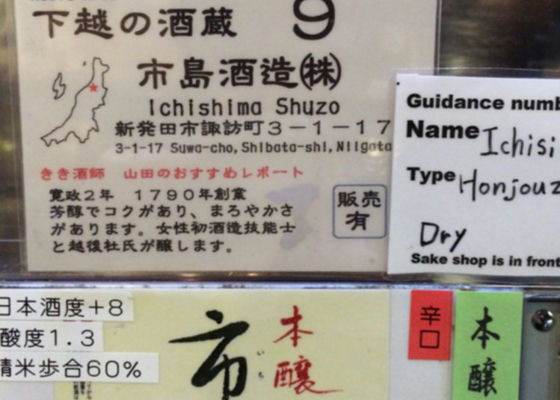 下越の酒蔵 9
市島酒造㈱
Ichishima Shuzo
新発田市諏訪町3-1-17
3-1-17 Suwa-cho, Shibata-shi, Niigata
きき酒師 山田のおすすめレポート
寛政2年 1790年創業
芳醇でコクがあり、まろやかさ
があります。女性初酒造技能士
と越後杜氏が醸します。
販売
有
Guidance numb
Name Ichisi
Type Honjouz
Dry
Sake shop is in front
日本酒度+8
酸度1.3
精米歩合60%
市
いち
本醸
辛口
本醸